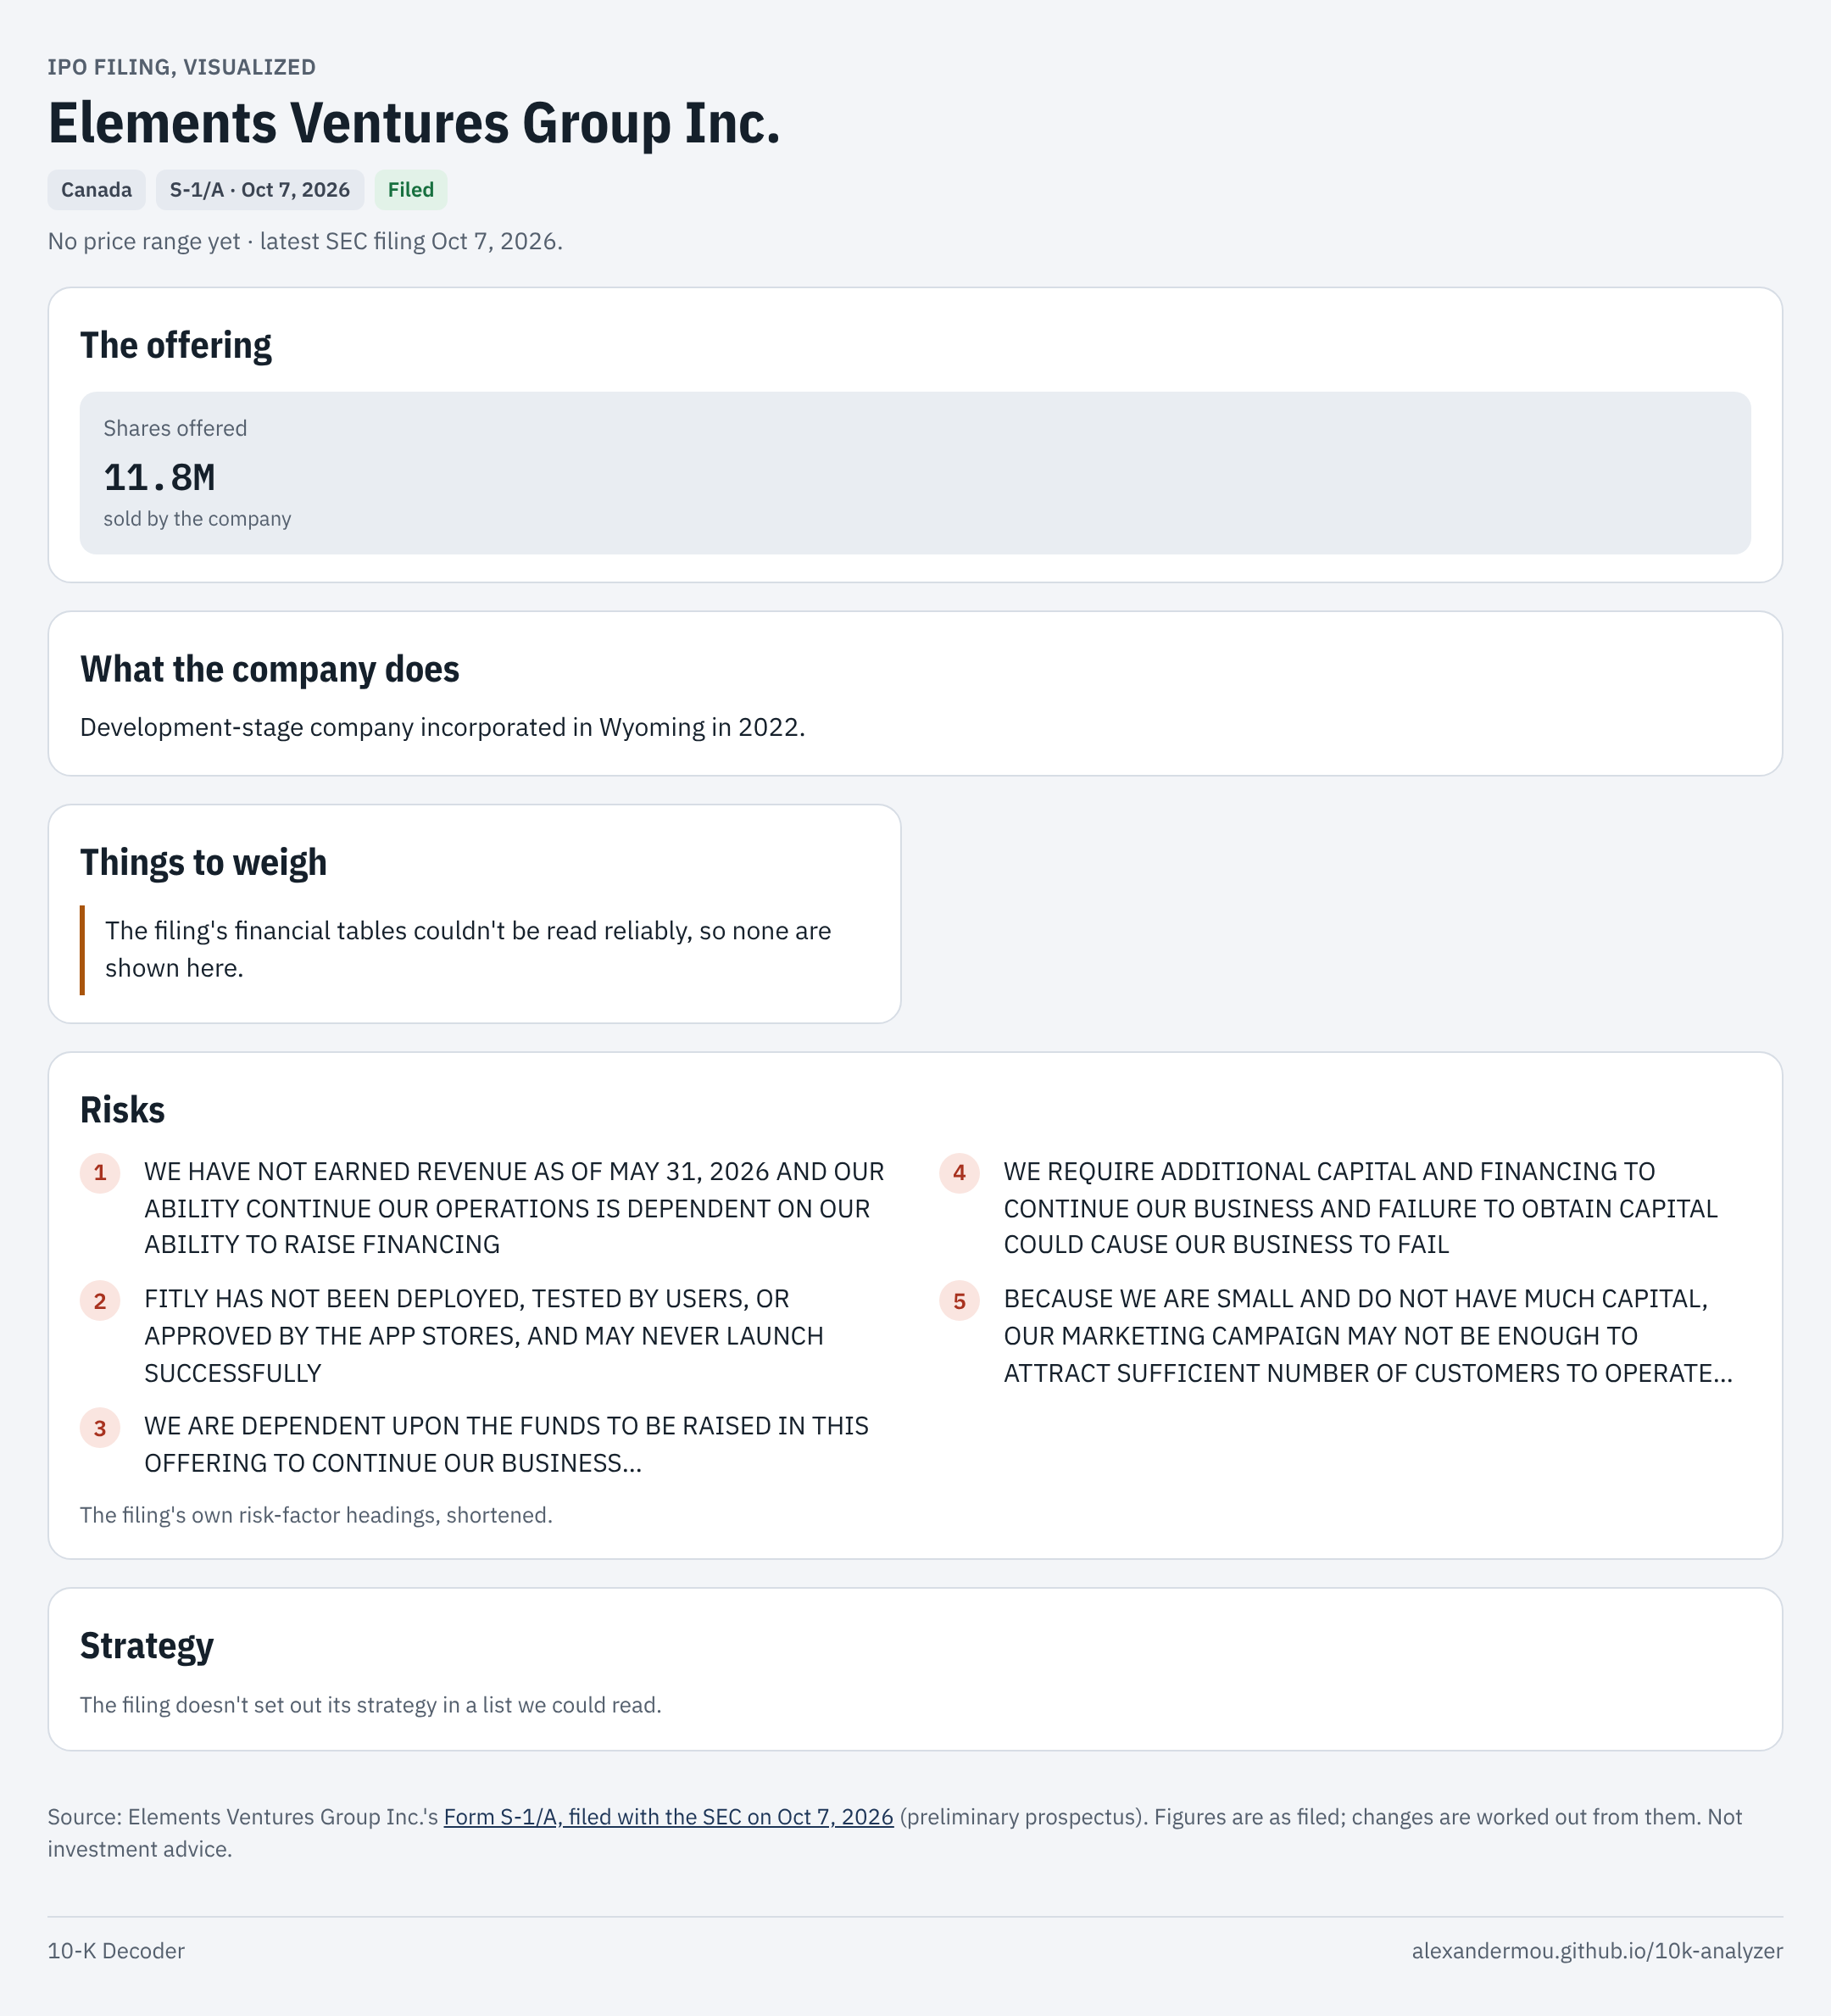 IPO FILING, VISUALIZED
Elements Ventures Group Inc.
Canada
S-1/A · Oct 7, 2026
Filed
No price range yet · latest SEC filing Oct 7, 2026.
The offering
Shares offered
11.8M
sold by the company
What the company does
Development-stage company incorporated in Wyoming in 2022.
Things to weigh
The filing's financial tables couldn't be read reliably, so none are
shown here.
Risks
1
WE HAVE NOT EARNED REVENUE AS OF MAY 31, 2026 AND OUR
ABILITY CONTINUE OUR OPERATIONS IS DEPENDENT ON OUR
ABILITY TO RAISE FINANCING
2
FITLY HAS NOT BEEN DEPLOYED, TESTED BY USERS, OR
APPROVED BY THE APP STORES, AND MAY NEVER LAUNCH
SUCCESSFULLY
3
WE ARE DEPENDENT UPON THE FUNDS TO BE RAISED IN THIS
OFFERING TO CONTINUE OUR BUSINESS...
4
WE REQUIRE ADDITIONAL CAPITAL AND FINANCING TO
CONTINUE OUR BUSINESS AND FAILURE TO OBTAIN CAPITAL
COULD CAUSE OUR BUSINESS TO FAIL
5
BECAUSE WE ARE SMALL AND DO NOT HAVE MUCH CAPITAL,
OUR MARKETING CAMPAIGN MAY NOT BE ENOUGH TO
ATTRACT SUFFICIENT NUMBER OF CUSTOMERS TO OPERATE...
The filing's own risk-factor headings, shortened.
Strategy
The filing doesn't set out its strategy in a list we could read.
Source: Elements Ventures Group Inc.'s Form S-1/A, filed with the SEC on Oct 7, 2026 (preliminary prospectus). Figures are as filed; changes are worked out from them. Not
investment advice.
10-K Decoder
alexandermou.github.io/10k-analyzer